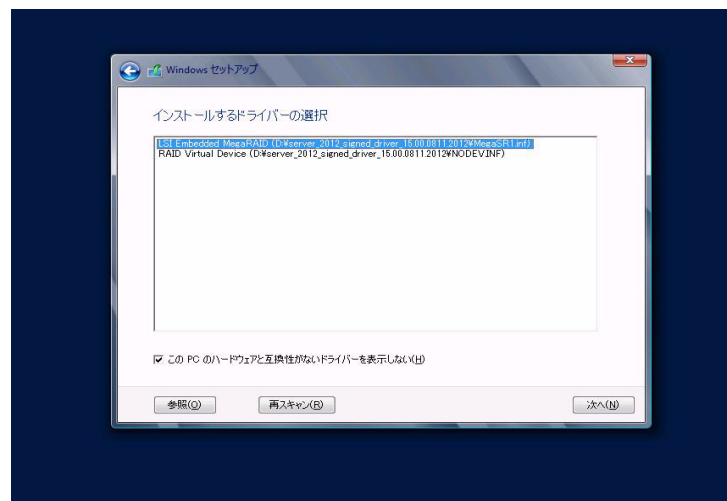 Windows セットアップ
インストールするドライバーの選択
LSI Embedded MegaRAID (D:¥server_2012_signed_driver_15.00.0811.2012¥MegaSR1.inf)
RAID Virtual Device (D:¥server_2012_signed_driver_15.00.0811.2012¥NODEV.INF)
この PC のハードウェアと互換性がないドライバーを表示しない(H)
参照(O) 再スキャン(R) 次へ(N)